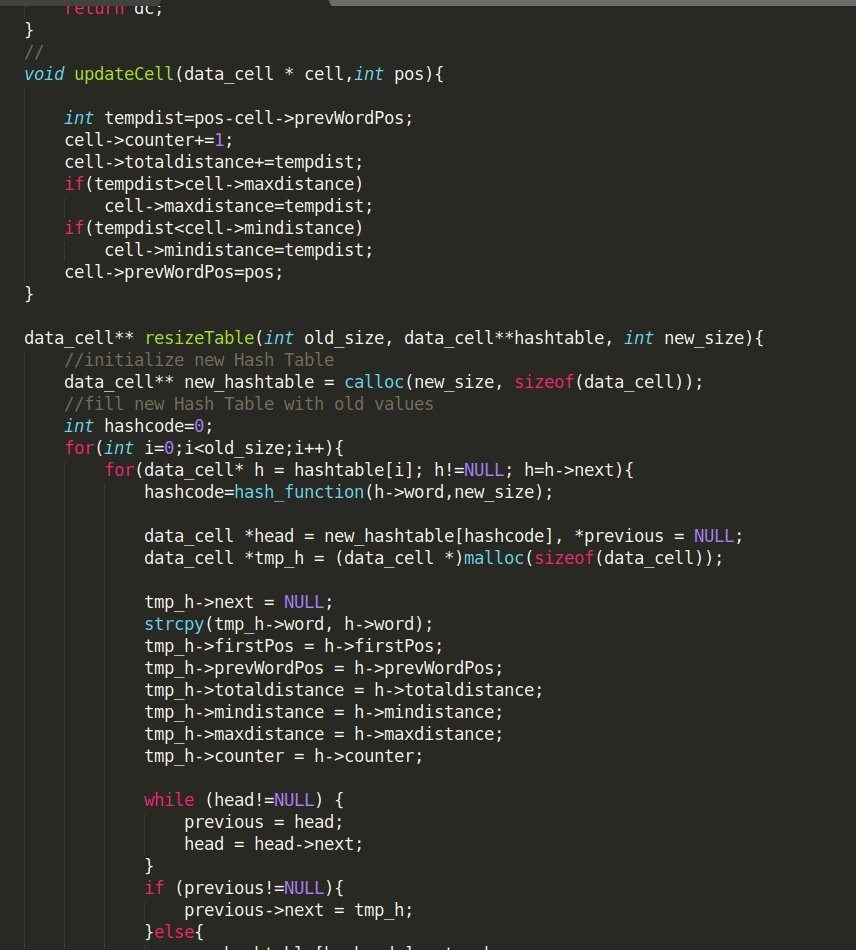 return dc;
}
//
void updateCell(data_cell * cell,int pos){
int tempdist=pos-cell->prevWordPos;
cell->counter+=1;
cell->totaldistance+=tempdist;
if(tempdist>cell->maxdistance)
cell->maxdistance=tempdist;
if(tempdist<cell->mindistance)
cell->mindistance=tempdist;
cell->prevWordPos=pos;
}
data_cell** resizeTable(int old_size, data_cell**hashtable, int new_size){
//initialize new Hash Table
data_cell** new_hashtable = calloc(new_size, sizeof(data_cell));
//fill new Hash Table with old values
int hashcode=0;
for(int i=0;i<old_size;i++){
for(data_cell* h = hashtable[i]; h!=NULL; h=h->next){
hashcode=hash_function(h->word,new_size);
data_cell *head = new_hashtable[hashcode], *previous = NULL;
data_cell *tmp_h = (data_cell *)malloc(sizeof(data_cell));
tmp_h->next = NULL;
strcpy(tmp_h->word, h->word);
tmp_h->firstPos = h->firstPos;
tmp_h->prevWordPos = h->prevWordPos;
tmp_h->totaldistance = h->totaldistance;
tmp_h->mindistance = h->mindistance;
tmp_h->maxdistance = h->maxdistance;
tmp_h->counter = h->counter;
while (head!=NULL) {
previous = head;
head = head->next;
}
if (previous!=NULL){
previous->next = tmp_h;
}else{